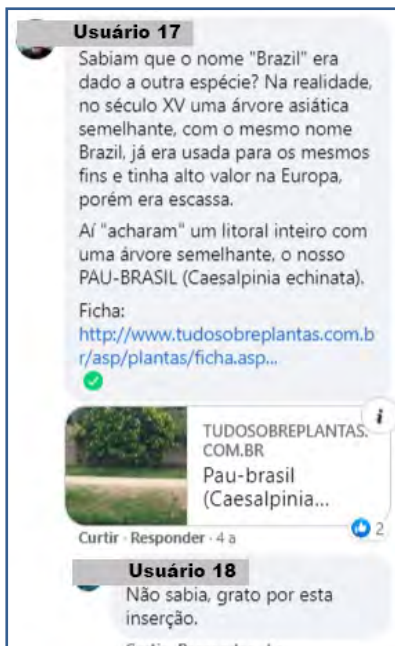 Usuário 17
Sabiam que o nome "Brazil" era
dado a outra espécie? Na realidade,
no século XV uma árvore asiática
semelhante, com o mesmo nome
Brazil, já era usada para os mesmos
fins e tinha alto valor na Europa,
porém era escassa.
Aí "acharam" um litoral inteiro com
uma árvore semelhante, o nosso
PAU-BRASIL (Caesalpinia echinata).
Ficha:
http://www.tudosobreplantas.com.b
r/asp/plantas/ficha.asp...
i
TUDOSOBREPLANTAS.
COM.BR
Pau-brasil
(Caesalpinia...
Curtir · Responder · 4 a
2
Usuário 18
Não sabia, grato por esta
inserção.